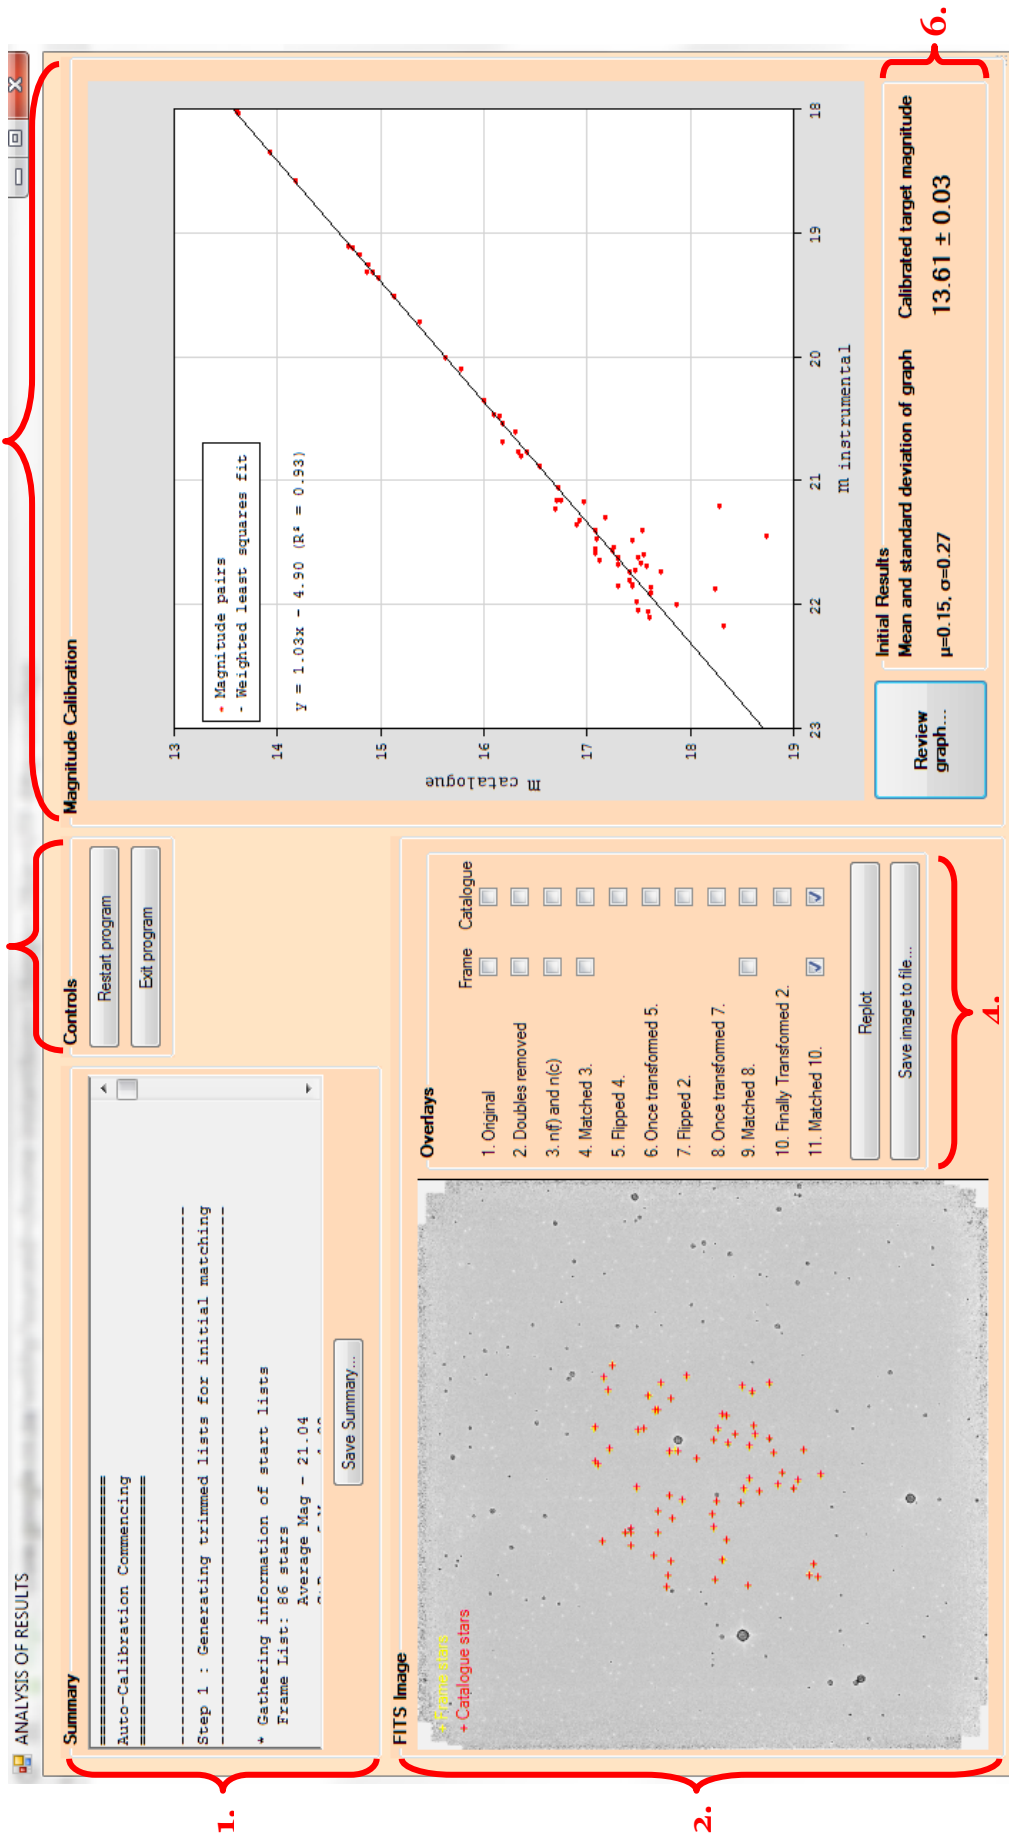 ANALYSIS OF RESULTS
Summary
==========================
Auto-Calibration Commencing
==========================
Step 1 : Generating trimmed lists for initial matching
* Gathering information of start lists
Frame List: 86 stars
Average Mag - 21.04
Save Summary...
1.
Controls
Restart program
Exit program
FITS Image
+ Frame stars
+ Catalogue stars
2.
Overlays
Frame Catalogue
1. Original
2. Doubles removed
3. n(f) and n(c)
4. Matched 3.
5. Flipped 4.
6. Once transformed 5.
7. Flipped 2.
8. Once transformed 7.
9. Matched 8.
10. Finally Transformed 2.
11. Matched 10.
Replot
Save image to file...
4.
Magnitude Calibration
• Magnitude pairs
- Weighted least squares fit
y = 1.03x - 4.90 (R² = 0.93)
13
14
15
16
17
18
19
m catalogue
23 22 21 20 19 18
m instrumental
Review graph...
Initial Results
Mean and standard deviation of graph
μ=0.15, σ=0.27
Calibrated target magnitude
13.61 ± 0.03
6.